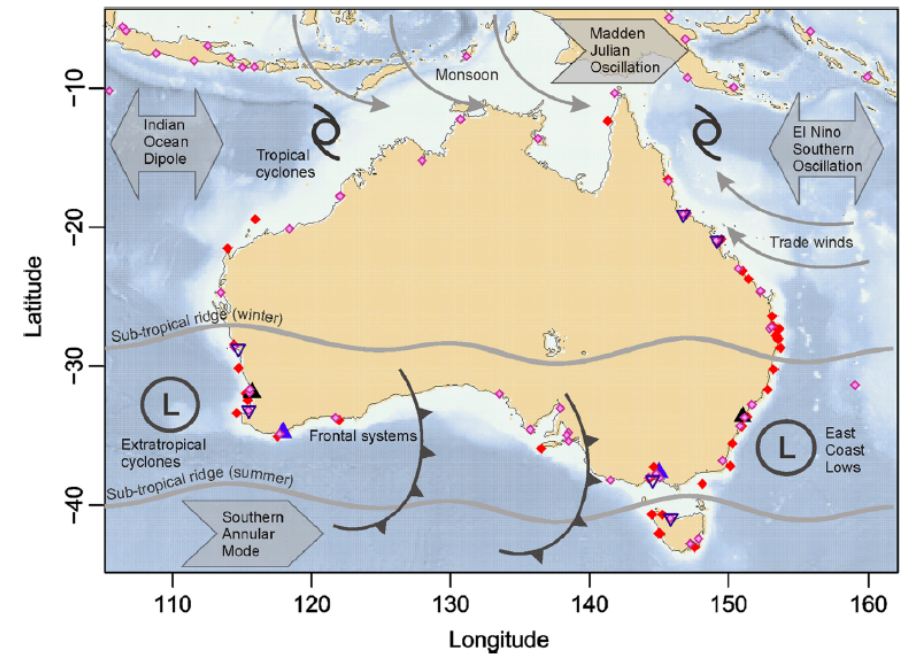 Madden
Julian
Oscillation
Monsoon
−10
Indian
Ocean
Dipole
Tropical
cyclones
El Nino
Southern
Oscillation
−20
Trade winds
Latitude
Sub-tropical ridge (winter)
−30
L
Extratropical
cyclones
Frontal systems
L
East
Coast
Lows
Sub-tropical ridge (summer)
−40
Southern
Annular
Mode
110 120 130 140 150 160
Longitude